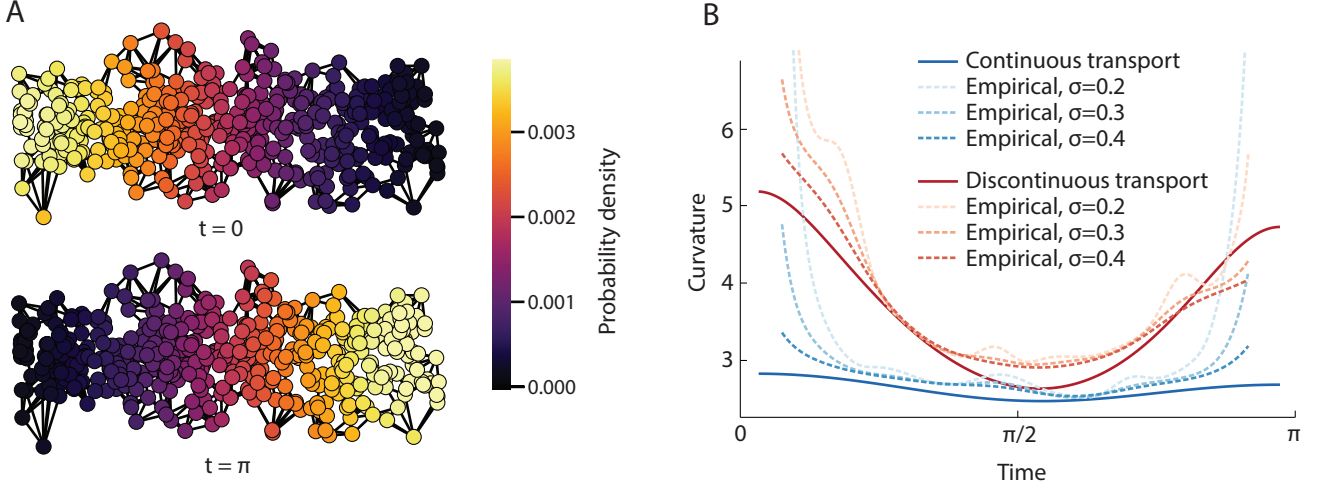 A
t = 0
0.003
0.002
0.001
0.000
Probability density
t = π
B
Continuous transport
Empirical, σ=0.2
Empirical, σ=0.3
Empirical, σ=0.4
Discontinuous transport
Empirical, σ=0.2
Empirical, σ=0.3
Empirical, σ=0.4
6
5
4
3
Curvature
0
π/2
π
Time